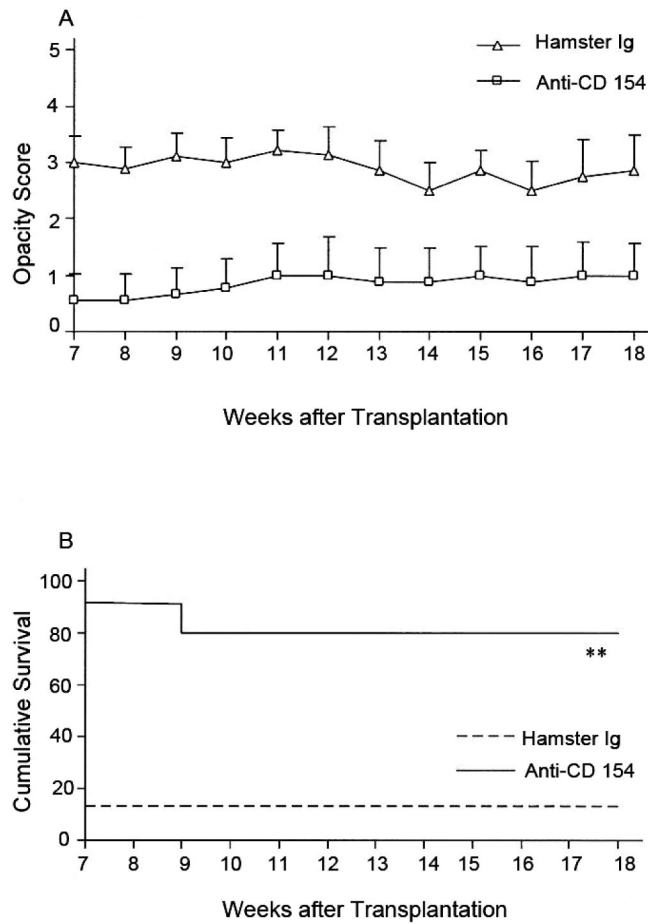 A
5
4
3
2
1
0
Opacity Score
Hamster Ig
Anti-CD 154
7 8 9 10 11 12 13 14 15 16 17 18
Weeks after Transplantation
B
100
80
60
40
20
0
Cumulative Survival
**
Hamster Ig
Anti-CD 154
7 8 9 10 11 12 13 14 15 16 17 18
Weeks after Transplantation